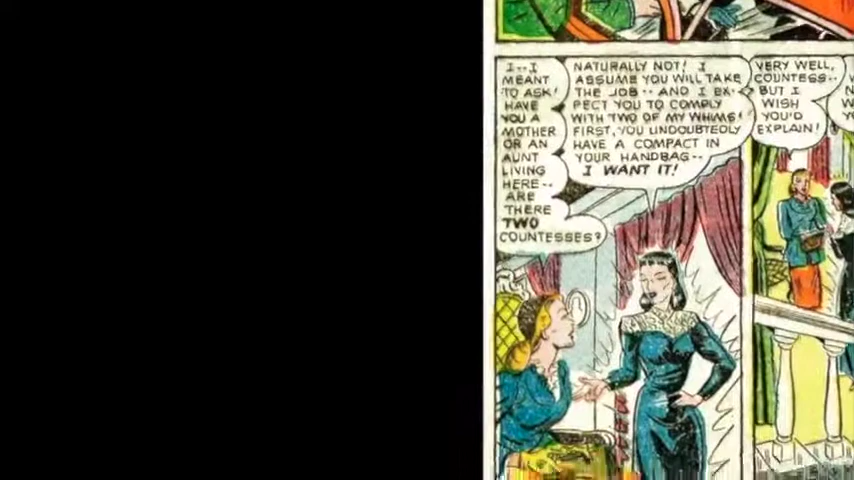 I--I
MEANT
TO ASK!
HAVE
YOU A
MOTHER
OR AN
AUNT
LIVING
HERE--
ARE
THERE
TWO
COUNTESSES?
NATURALLY NOT! I
ASSUME YOU WILL TAKE
THE JOB-- AND I EX-
PECT YOU TO COMPLY
WITH TWO OF MY WHIMS!
FIRST, YOU UNDOUBTEDLY
HAVE A COMPACT IN
YOUR HANDBAG--
I WANT IT!
VERY WELL,
COUNTESS--
BUT I
WISH
YOU'D
EXPLAIN!